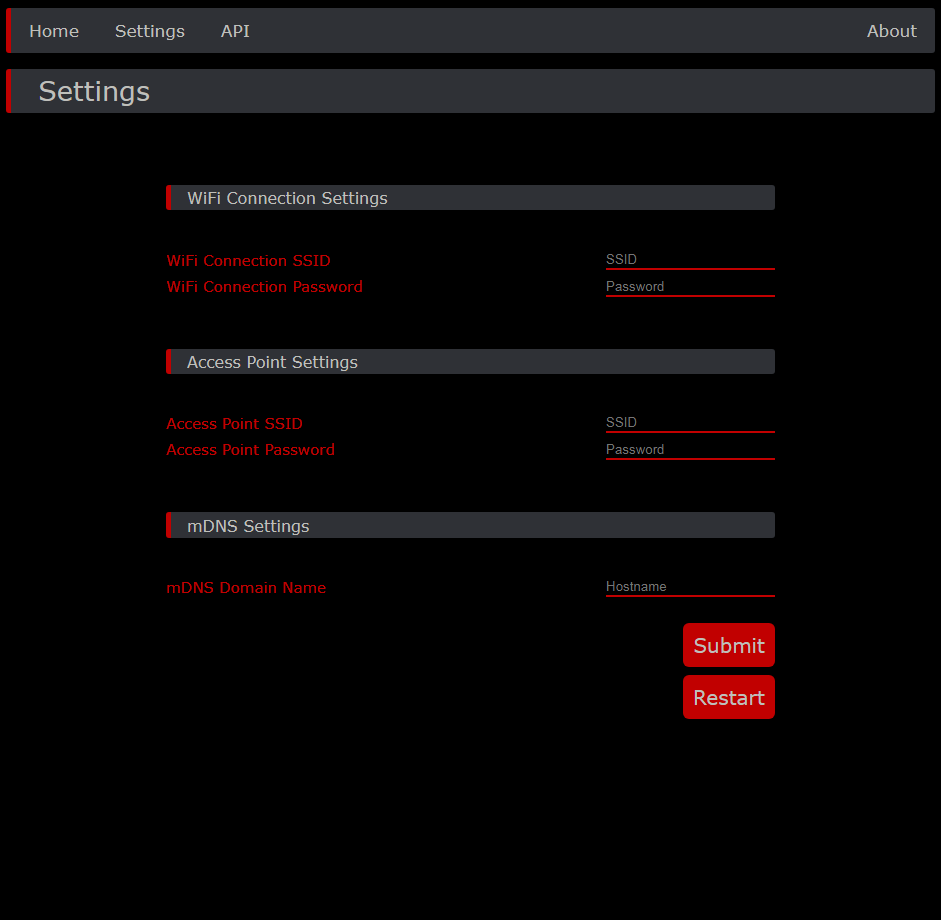 Home Settings API About
Settings
WiFi Connection Settings
WiFi Connection SSID SSID
WiFi Connection Password Password
Access Point Settings
Access Point SSID SSID
Access Point Password Password
mDNS Settings
mDNS Domain Name Hostname
Submit
Restart